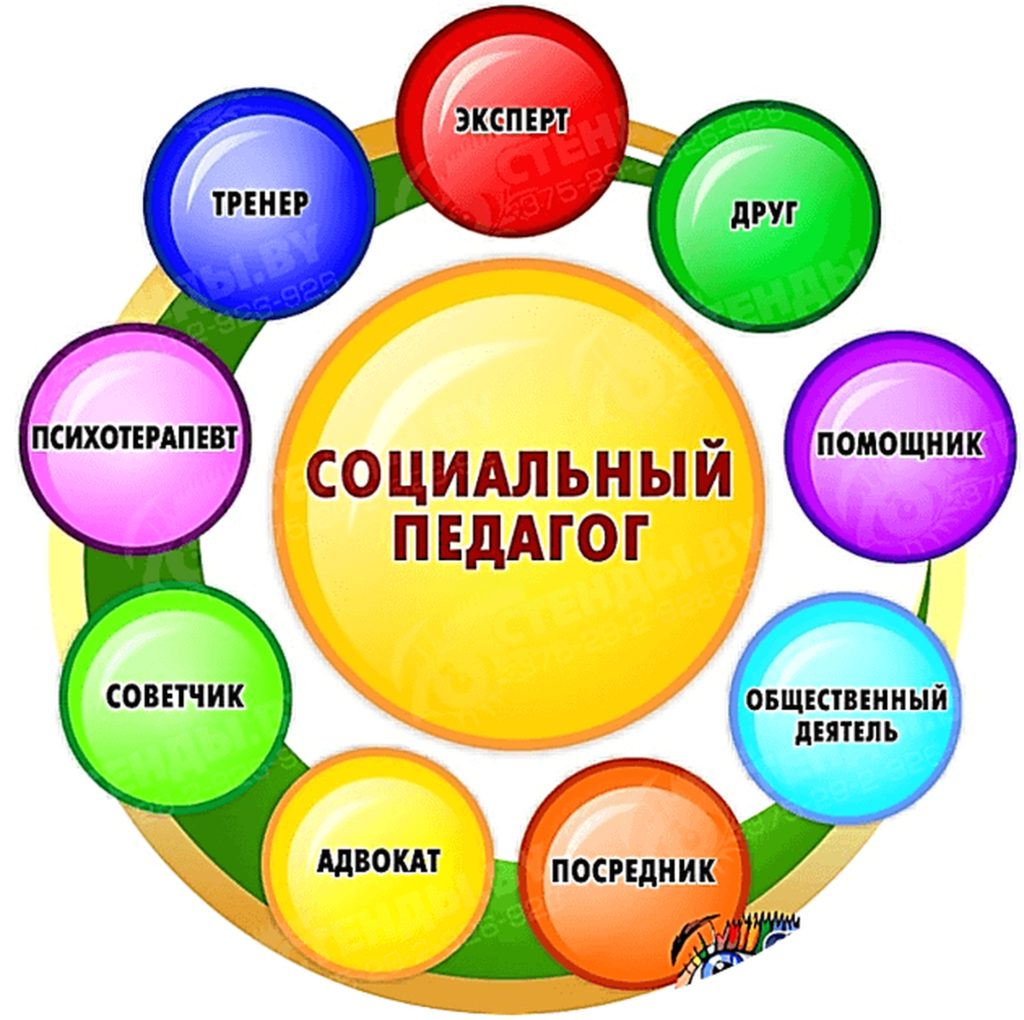 ЭКСПЕРТ
ТРЕНЕР
ДРУГ
ПСИХОТЕРАПЕВТ
ПОМОЩНИК
СОЦИАЛЬНЫЙ
ПЕДАГОГ
СОВЕТЧИК
ОБЩЕСТВЕННЫЙ
ДЕЯТЕЛЬ
АДВОКАТ
ПОСРЕДНИК